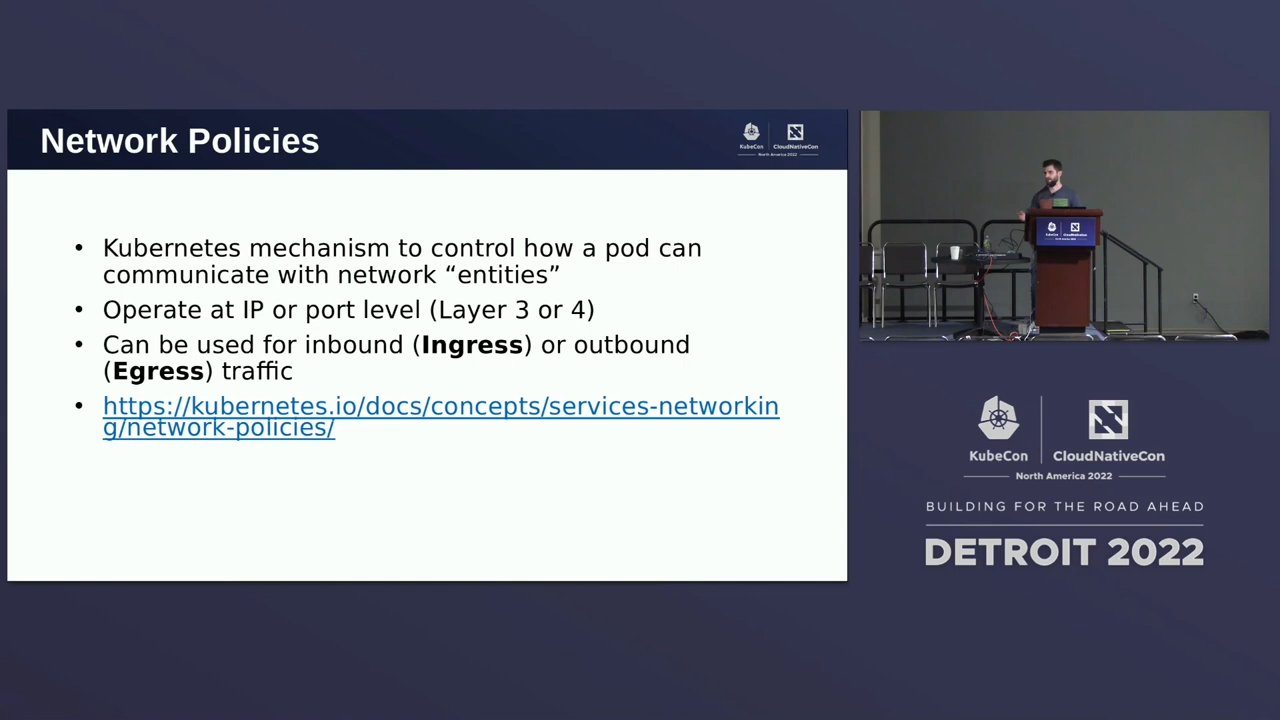 Network Policies
KubeCon
CloudNativeCon
North America 2022
• Kubernetes mechanism to control how a pod can
communicate with network “entities”
• Operate at IP or port level (Layer 3 or 4)
• Can be used for inbound (Ingress) or outbound
(Egress) traffic
• https://kubernetes.io/docs/concepts/services-networkin
g/network-policies/
KubeCon
CloudNativeCon
North America 2022
BUILDING FOR THE ROAD AHEAD
DETROIT 2022